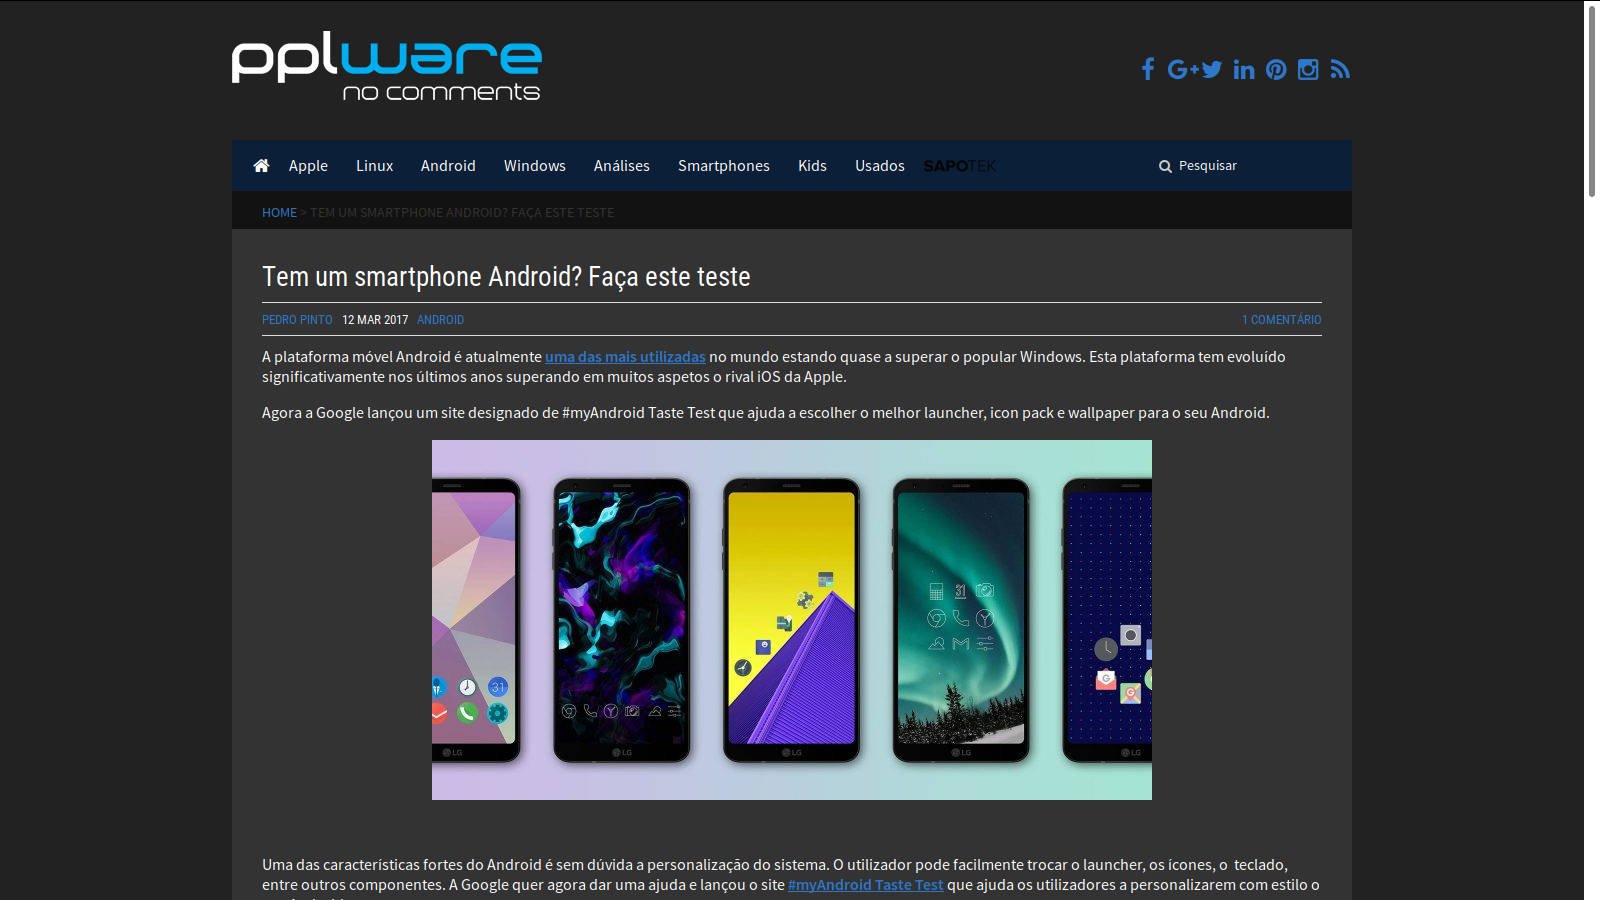 pplware
no comments
Apple Linux Android Windows Análises Smartphones Kids Usados SAPOTEK Pesquisar
HOME > TEM UM SMARTPHONE ANDROID? FAÇA ESTE TESTE
Tem um smartphone Android? Faça este teste
PEDRO PINTO 12 MAR 2017 ANDROID 1 COMENTÁRIO
A plataforma móvel Android é atualmente uma das mais utilizadas no mundo estando quase a superar o popular Windows. Esta plataforma tem evoluído
significativamente nos últimos anos superando em muitos aspetos o rival iOS da Apple.
Agora a Google lançou um site designado de #myAndroid Taste Test que ajuda a escolher o melhor launcher, icon pack e wallpaper para o seu Android.
31
31
LG LG LG LG LG
Uma das características fortes do Android é sem dúvida a personalização do sistema. O utilizador pode facilmente trocar o launcher, os ícones, o teclado,
entre outros componentes. A Google quer agora dar uma ajuda e lançou o site #myAndroid Taste Test que ajuda os utilizadores a personalizarem com estilo o